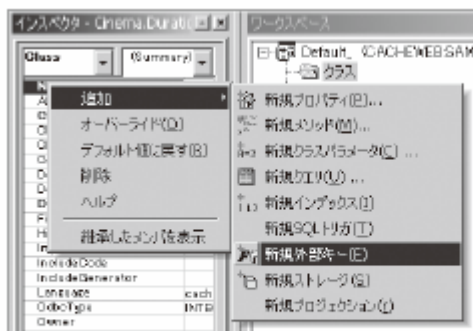 インスペクタ - Cinema.Duratio
ワークスペース
Class
(Summary)
Default_ (CACHEWEB:SAM
クラス
追加
オーバーライド(O)
デフォルト値に戻す(R)
削除
ヘルプ
継承したメンバを表示
新規プロパティ(P)...
新規メソッド(M)...
新規クラスパラメータ(C) ...
新規クエリ(U) ...
新規インデックス(I)
新規SQLトリガ(T)
新規外部キー(E)
新規ストレージ(S)
新規プロジェクション(j)
IncludeCode
IncludeGenerator
Language
cach
OdbcType
INTE
Owner